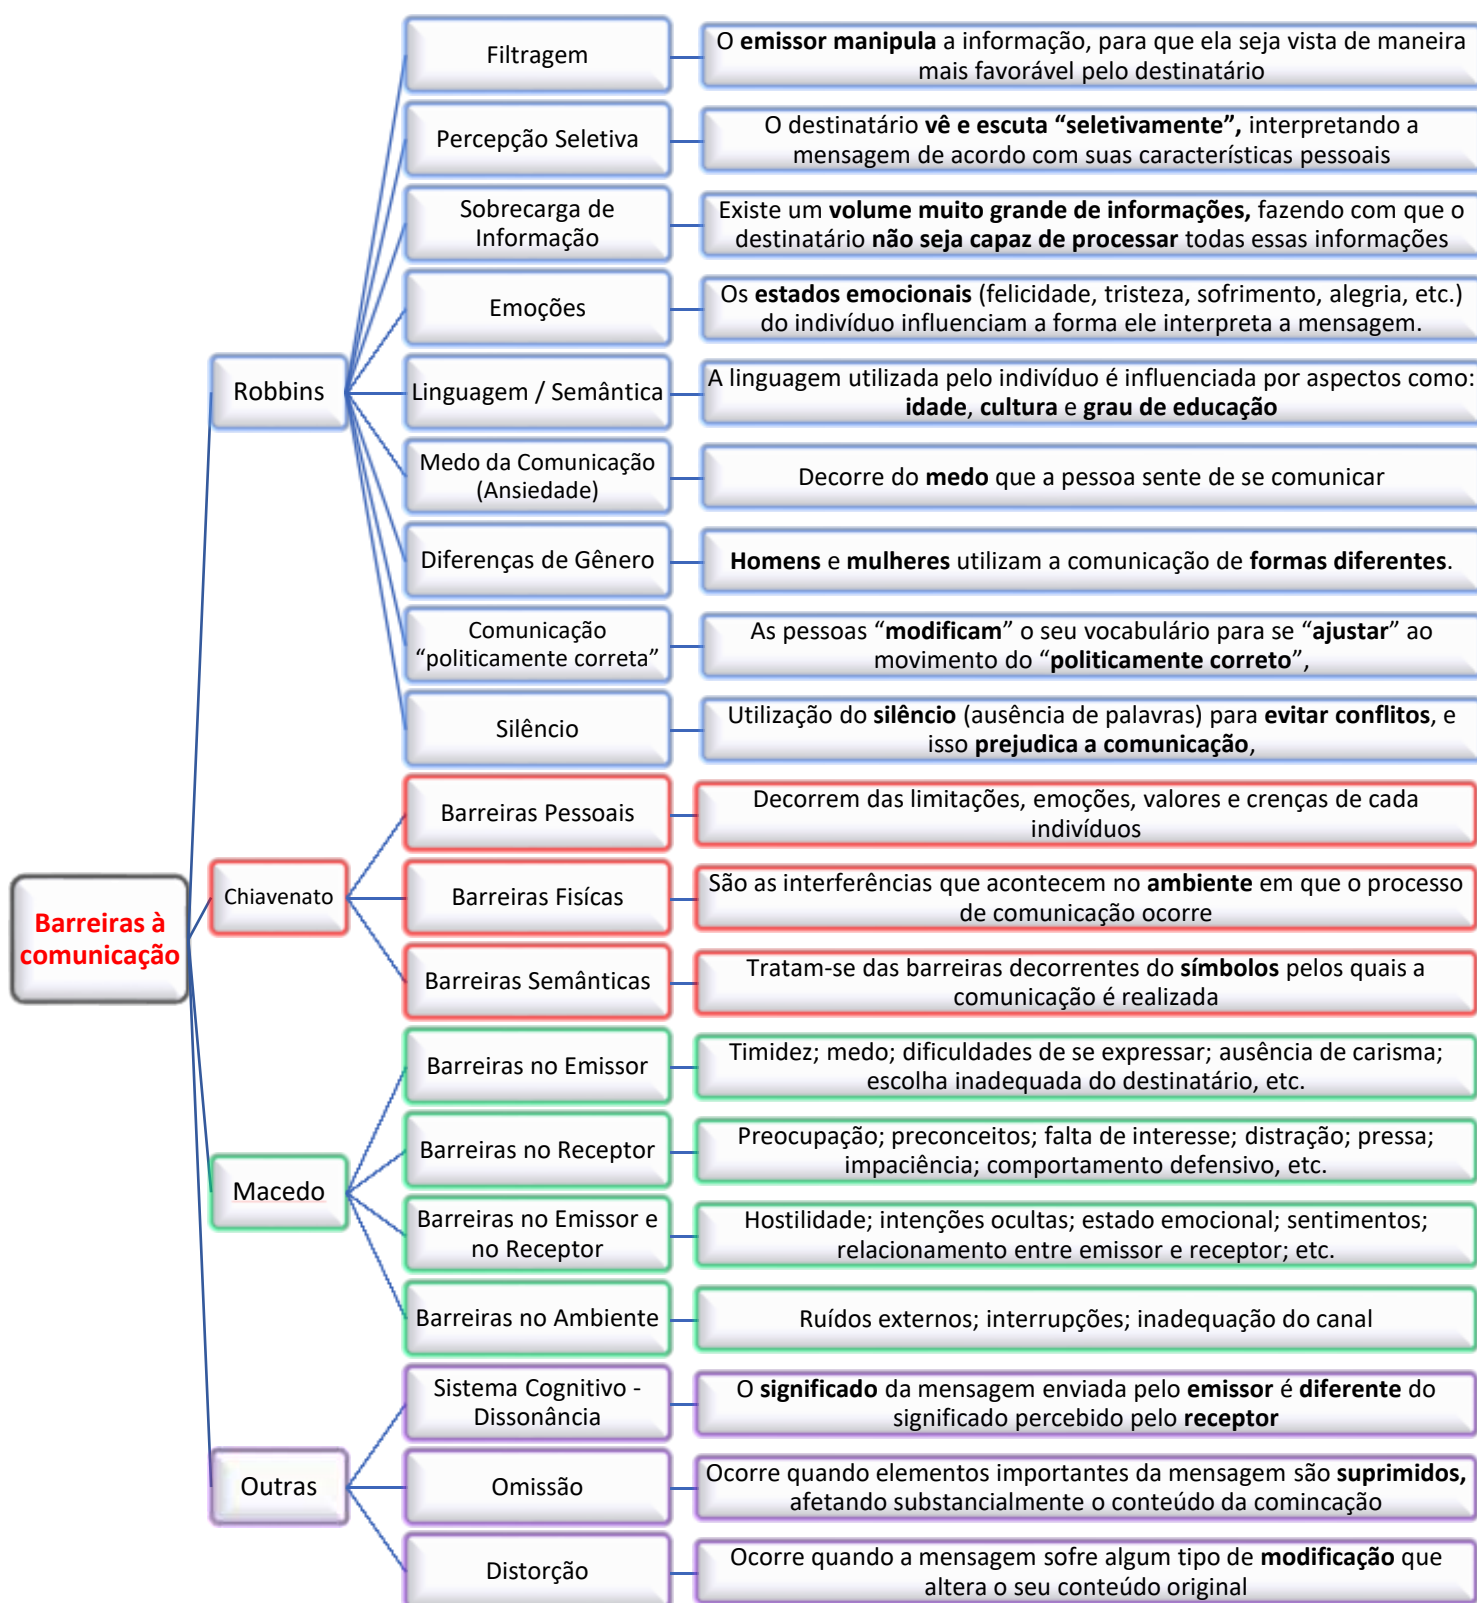 Barreiras à
comunicação
Robbins
Filtragem
O emissor manipula a informação, para que ela seja vista de maneira
mais favorável pelo destinatário
Percepção Seletiva
O destinatário vê e escuta “seletivamente”, interpretando a
mensagem de acordo com suas características pessoais
Sobrecarga de
Informação
Existe um volume muito grande de informações, fazendo com que o
destinatário não seja capaz de processar todas essas informações
Emoções
Os estados emocionais (felicidade, tristeza, sofrimento, alegria, etc.)
do indivíduo influenciam a forma ele interpreta a mensagem.
Linguagem / Semântica
A linguagem utilizada pelo indivíduo é influenciada por aspectos como:
idade, cultura e grau de educação
Medo da Comunicação
(Ansiedade)
Decorre do medo que a pessoa sente de se comunicar
Diferenças de Gênero
Homens e mulheres utilizam a comunicação de formas diferentes.
Comunicação
“politicamente correta”
As pessoas “modificam” o seu vocabulário para se “ajustar” ao
movimento do “politicamente correto”,
Silêncio
Utilização do silêncio (ausência de palavras) para evitar conflitos, e
isso prejudica a comunicação,
Chiavenato
Barreiras Pessoais
Decorrem das limitações, emoções, valores e crenças de cada
indivíduos
Barreiras Fisícas
São as interferências que acontecem no ambiente em que o processo
de comunicação ocorre
Barreiras Semânticas
Tratam-se das barreiras decorrentes do símbolos pelos quais a
comunicação é realizada
Macedo
Barreiras no Emissor
Timidez; medo; dificuldades de se expressar; ausência de carisma;
escolha inadequada do destinatário, etc.
Barreiras no Receptor
Preocupação; preconceitos; falta de interesse; distração; pressa;
impaciência; comportamento defensivo, etc.
Barreiras no Emissor e
no Receptor
Hostilidade; intenções ocultas; estado emocional; sentimentos;
relacionamento entre emissor e receptor; etc.
Barreiras no Ambiente
Ruídos externos; interrupções; inadequação do canal
Outras
Sistema Cognitivo -
Dissonância
O significado da mensagem enviada pelo emissor é diferente do
significado percebido pelo receptor
Omissão
Ocorre quando elementos importantes da mensagem são suprimidos,
afetando substancialmente o conteúdo da comincação
Distorção
Ocorre quando a mensagem sofre algum tipo de modificação que
altera o seu conteúdo original